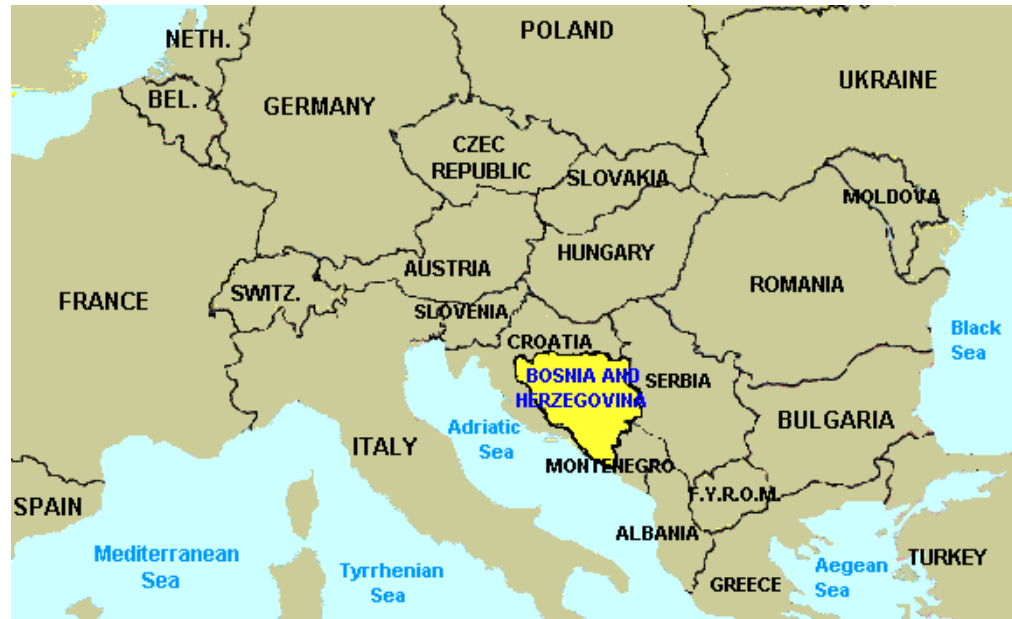 POLAND
NETH.
UKRAINE
BEL.
GERMANY
CZEC
REPUBLIC
SLOVAKIA
MOLDOVA
HUNGARY
AUSTRIA
ROMANIA
SWITZ.
FRANCE
SLOVENIA
Black
Sea
CROATIA
BOSNIA AND
HERZEGOVINA
SERBIA
BULGARIA
Adriatic
Sea
ITALY
MONTENEGRO
F.Y.R.O.M.
SPAIN
ALBANIA
Mediterranean
Sea
Tyrrhenian
Sea
Aegean
Sea
TURKEY
GREECE